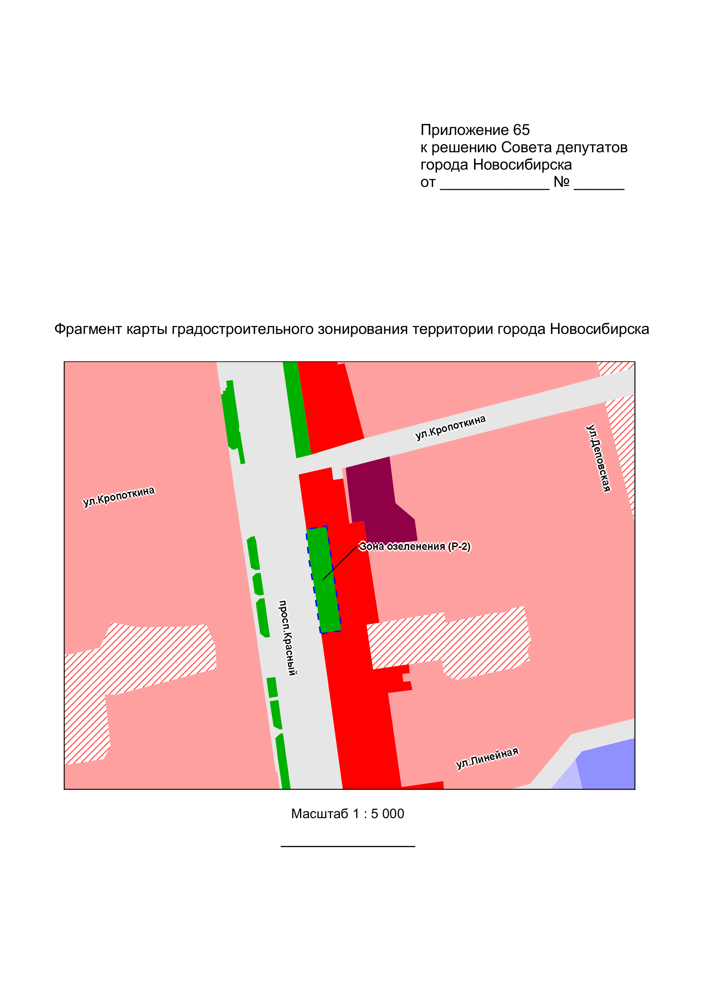 Приложение 65
к решению Совета депутатов
города Новосибирска
от _____________ № ______
Фрагмент карты градостроительного зонирования территории города Новосибирска
ул.Кропоткина
ул.Деповская
ул.Кропоткина
Зона озеленения (Р-2)
просп.Красный
ул.Линейная
Масштаб 1 : 5 000